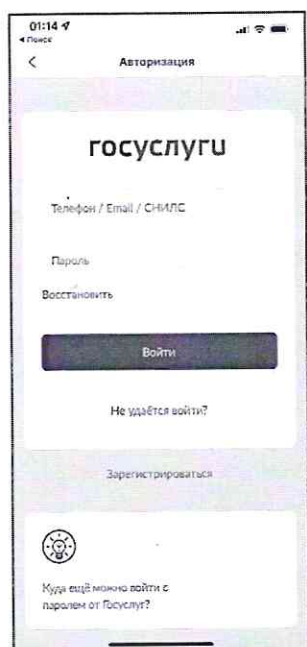 01:14
◂ Поиск
Авторизация
госуслуги
Телефон / Email / СНИЛС
Пароль
Восстановить
Войти
Не удаётся войти?
Зарегистрироваться
Куда ещё можно войти с
паролем от Госуслуг?